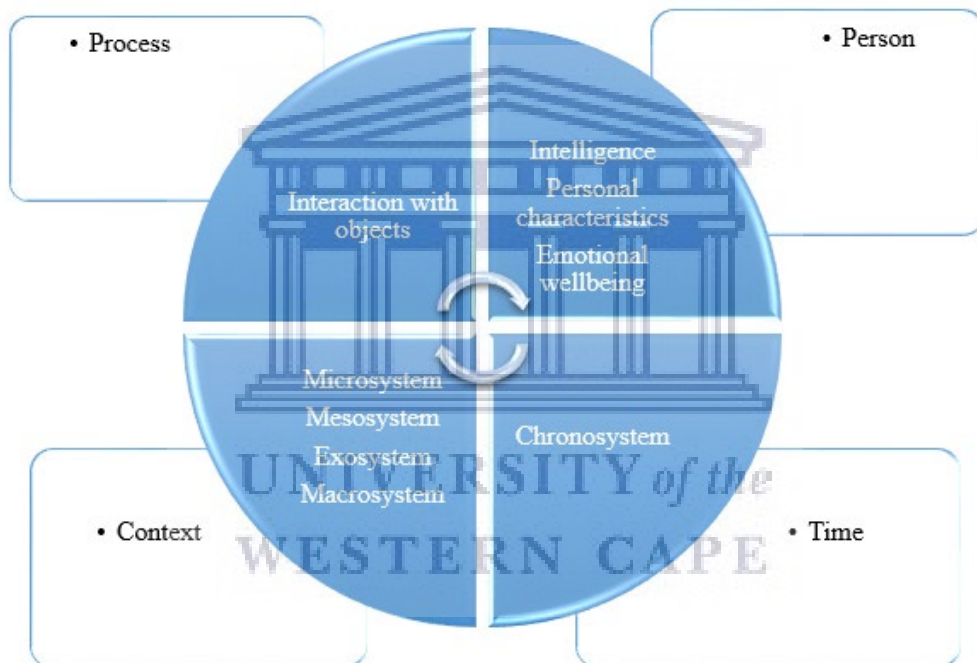 • Process
• Person
Interaction with
objects
Intelligence
Personal
characteristics
Emotional
wellbeing
Microsystem
Mesosystem
Exosystem
Macrosystem
Chronosystem
• Context
• Time
UNIVERSITY of the
WESTERN CAPE